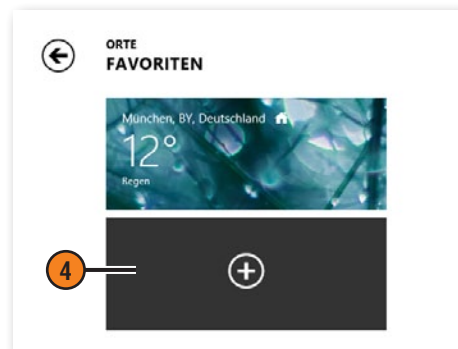 ORTE
FAVORITEN
München, BY, Deutschland
12°
Regen
4